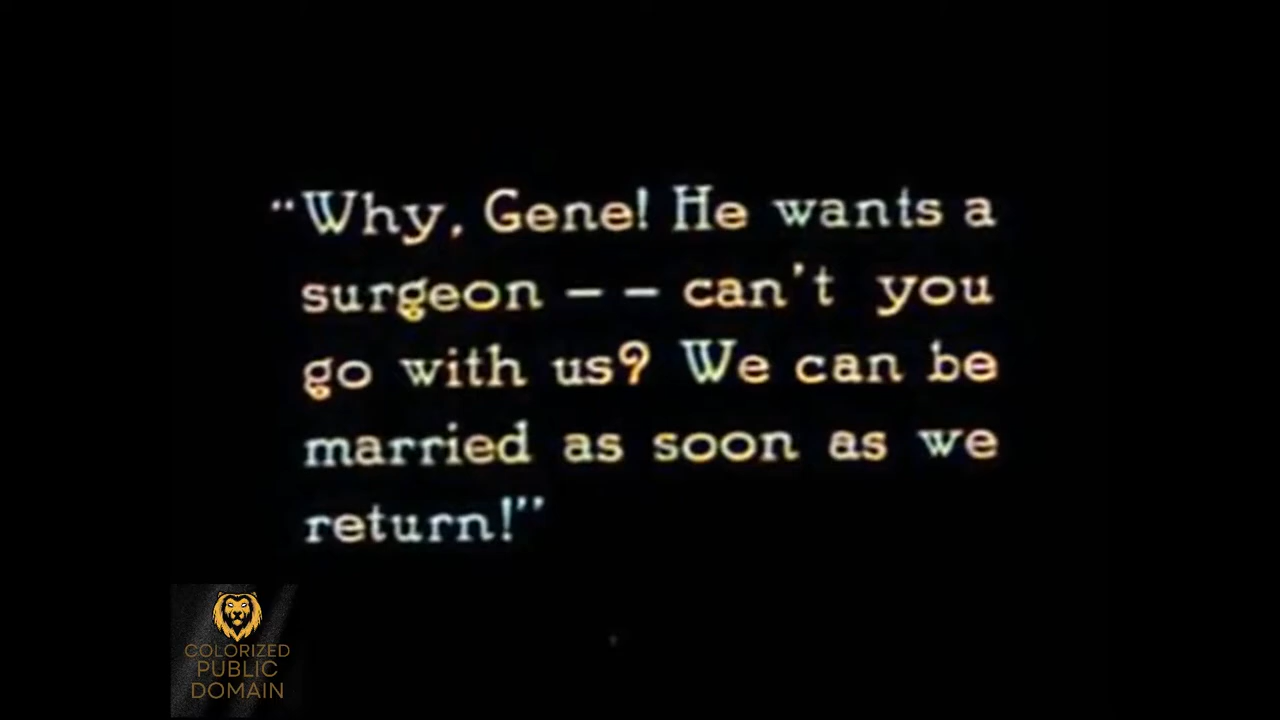 “Why, Gene! He wants a
surgeon -- can't you
go with us? We can be
married as soon as we
return!”
COLORIZED
PUBLIC
DOMAIN